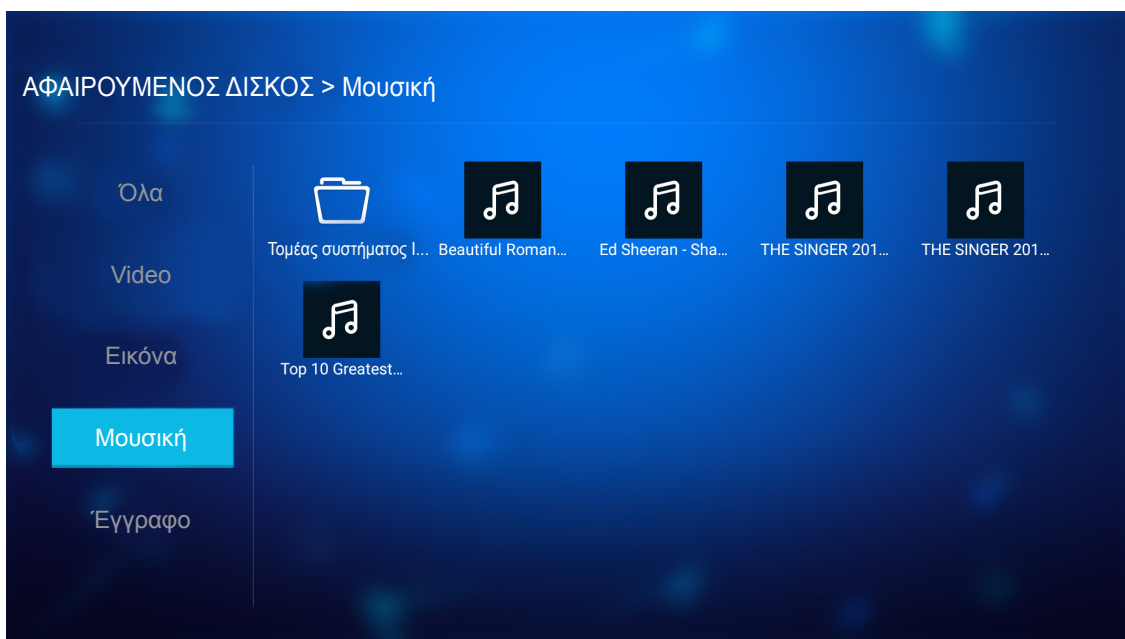 ΑΦΑΙΡΟΥΜΕΝΟΣ ΔΙΣΚΟΣ > Μουσική
Όλα
Video
Εικόνα
Μουσική
Έγγραφο
Τομέας συστήματος I...
Beautiful Roman...
Ed Sheeran - Sha...
THE SINGER 201...
THE SINGER 201...
Top 10 Greatest...